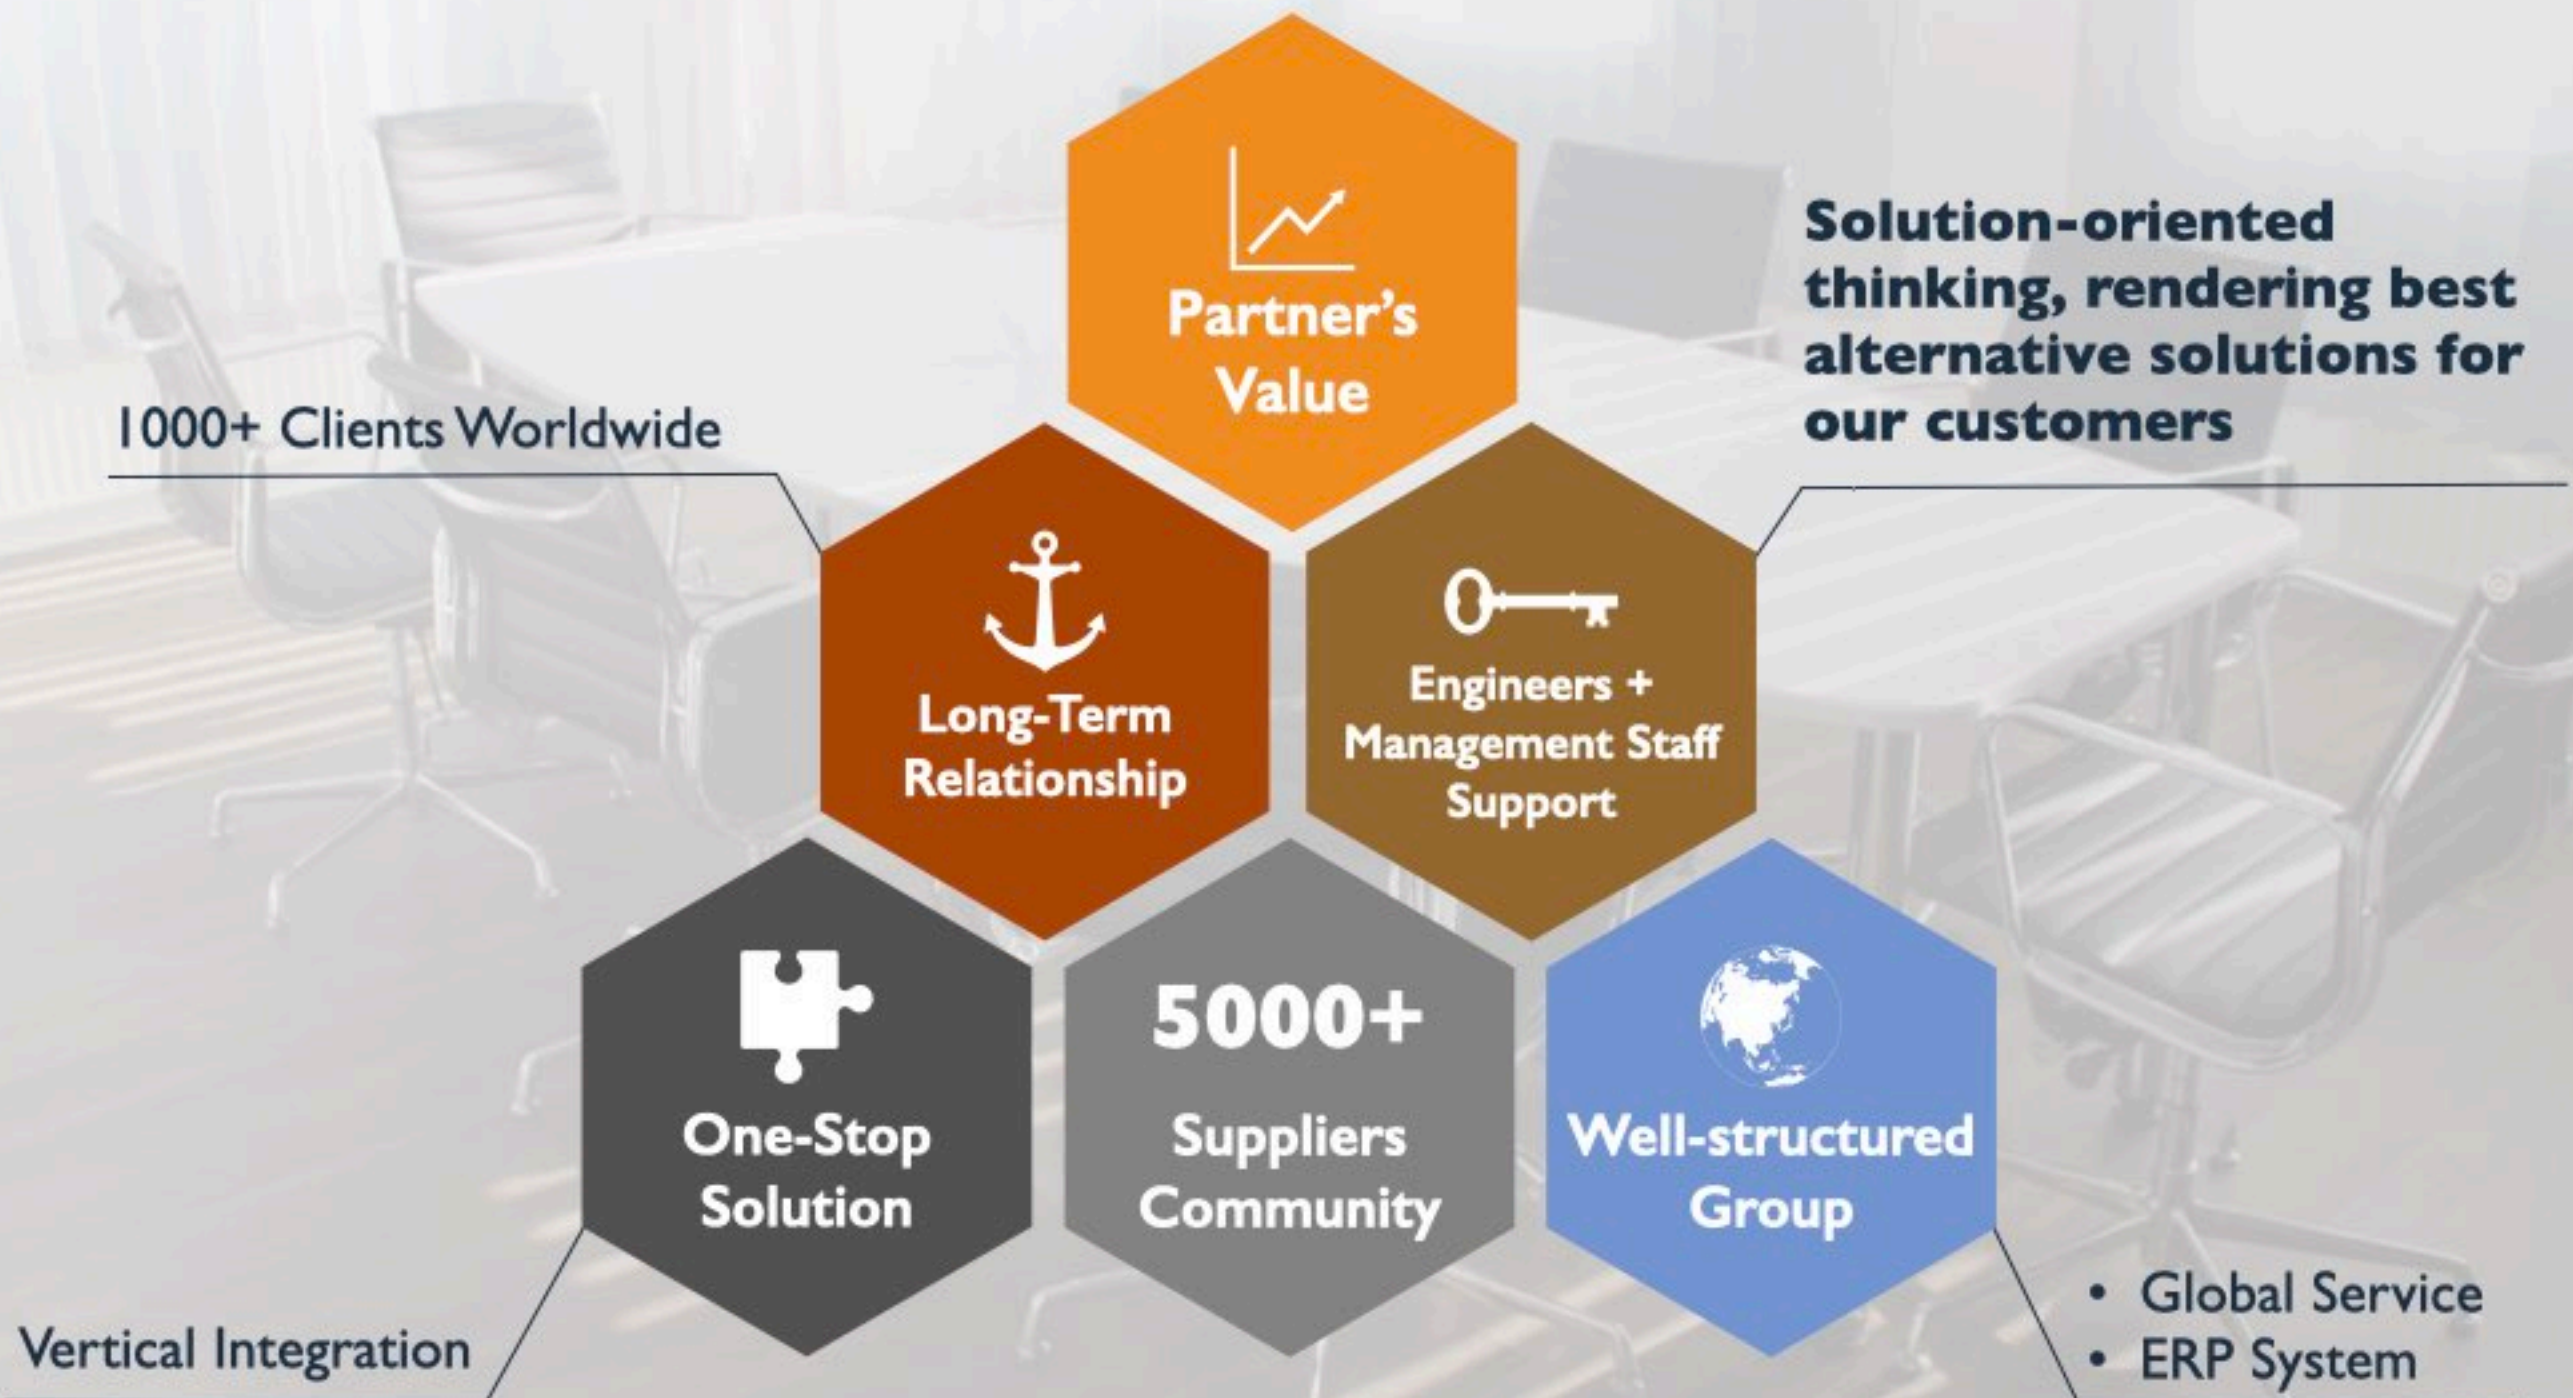 Partner's
Value
Solution-oriented
thinking, rendering best
alternative solutions for
our customers
1000+ Clients Worldwide
Long-Term
Relationship
Engineers +
Management Staff
Support
One-Stop
Solution
5000+
Suppliers
Community
Well-structured
Group
Vertical Integration
• Global Service
• ERP System